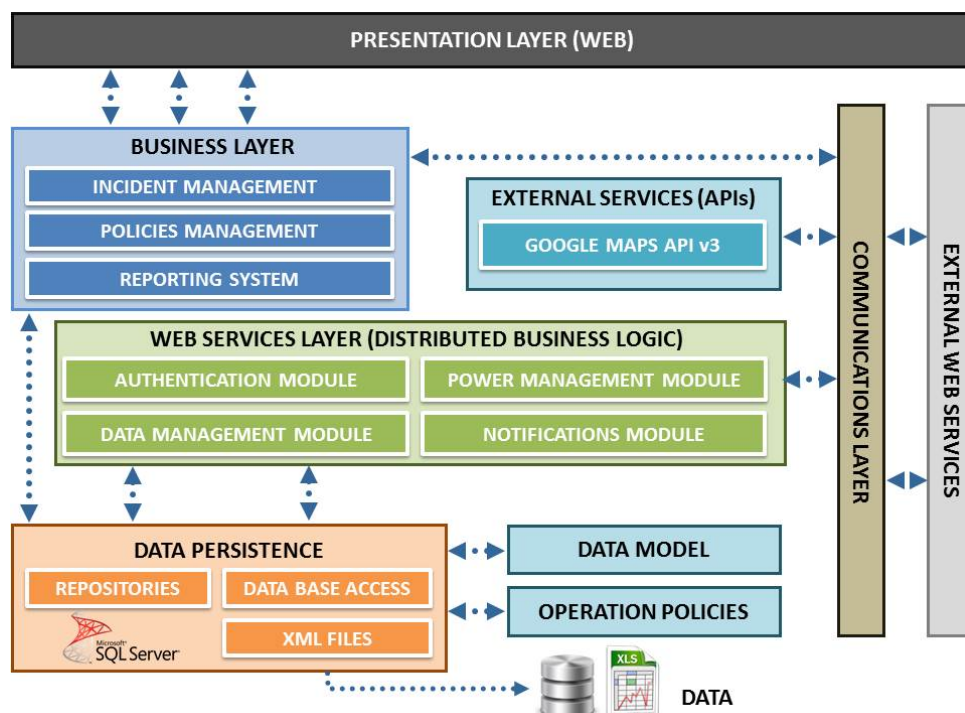 PRESENTATION LAYER (WEB)
BUSINESS LAYER
INCIDENT MANAGEMENT
POLICIES MANAGEMENT
REPORTING SYSTEM
EXTERNAL SERVICES (APIs)
GOOGLE MAPS API v3
WEB SERVICES LAYER (DISTRIBUTED BUSINESS LOGIC)
AUTHENTICATION MODULE
POWER MANAGEMENT MODULE
DATA MANAGEMENT MODULE
NOTIFICATIONS MODULE
COMMUNICATIONS LAYER
EXTERNAL WEB SERVICES
DATA PERSISTENCE
REPOSITORIES
DATA BASE ACCESS
XML FILES
Microsoft
SQL Server
DATA MODEL
OPERATION POLICIES
XLS
DATA